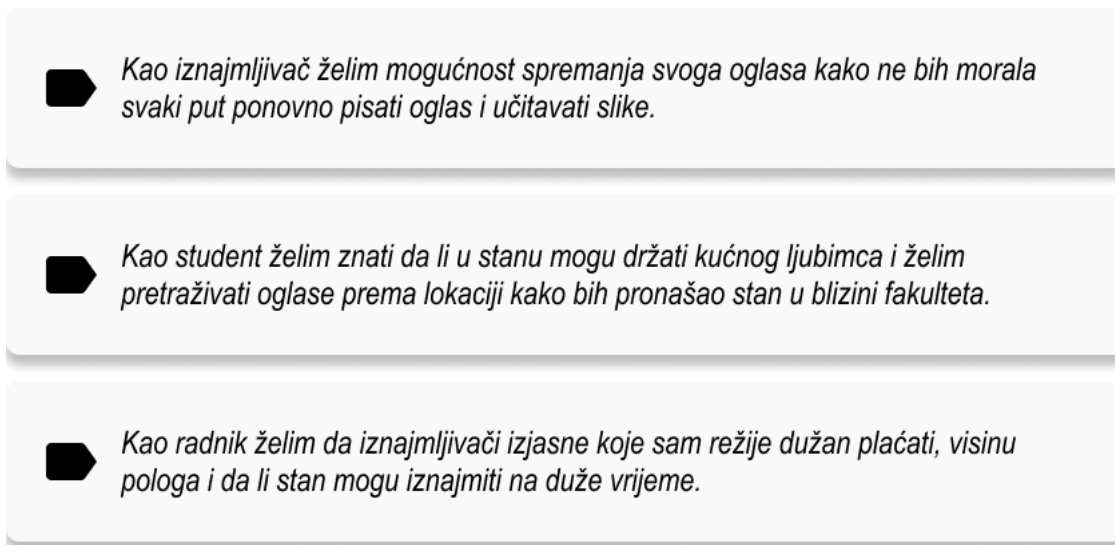 Kao iznajmljivač želim mogućnost spremanja svoga oglasa kako ne bih morala
svaki put ponovno pisati oglas i učitavati slike.
Kao student želim znati da li u stanu mogu držati kućnog ljubimca i želim
pretraživati oglase prema lokaciji kako bih pronašao stan u blizini fakulteta.
Kao radnik želim da iznajmljivači izjasne koje sam režije dužan plaćati, visinu
pologa i da li stan mogu iznajmiti na duže vrijeme.